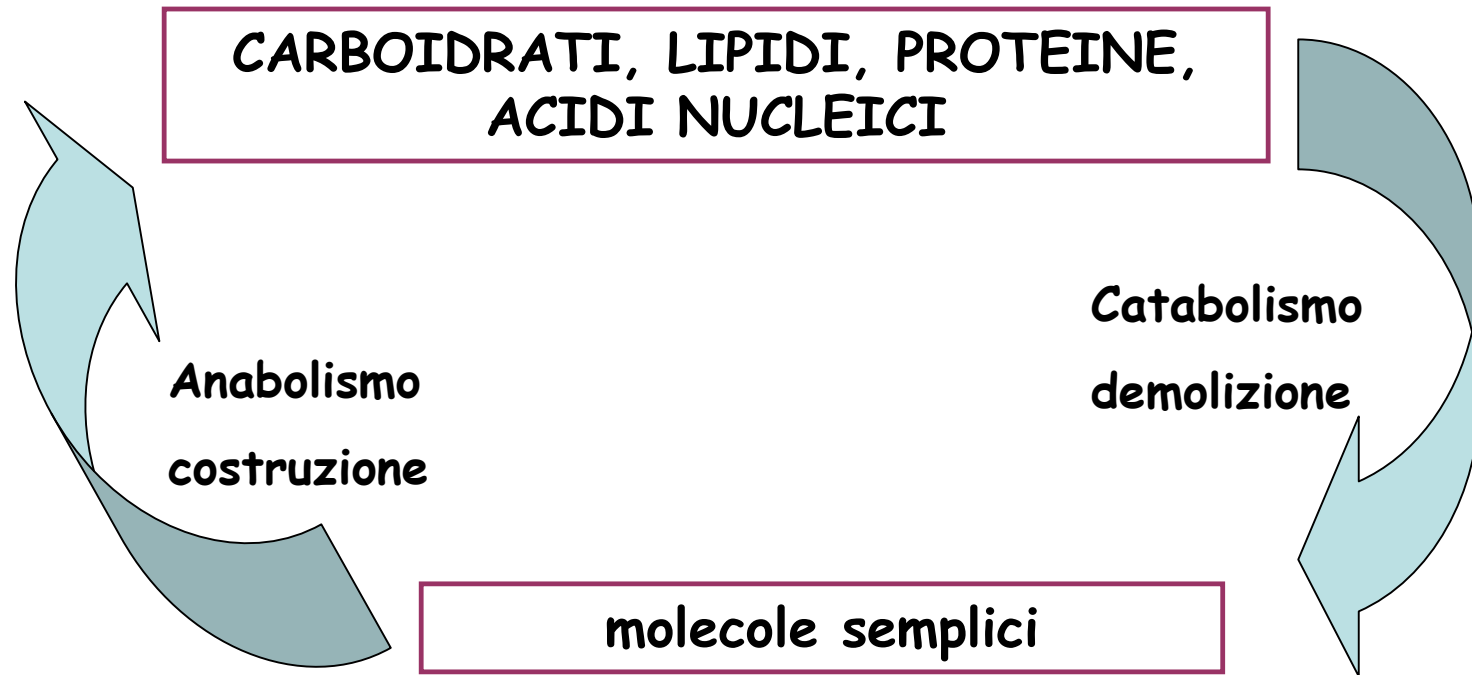 CARBOIDRATI, LIPIDI, PROTEINE,
ACIDI NUCLEICI
Catabolismo
demolizione
Anabolismo
costruzione
molecole semplici